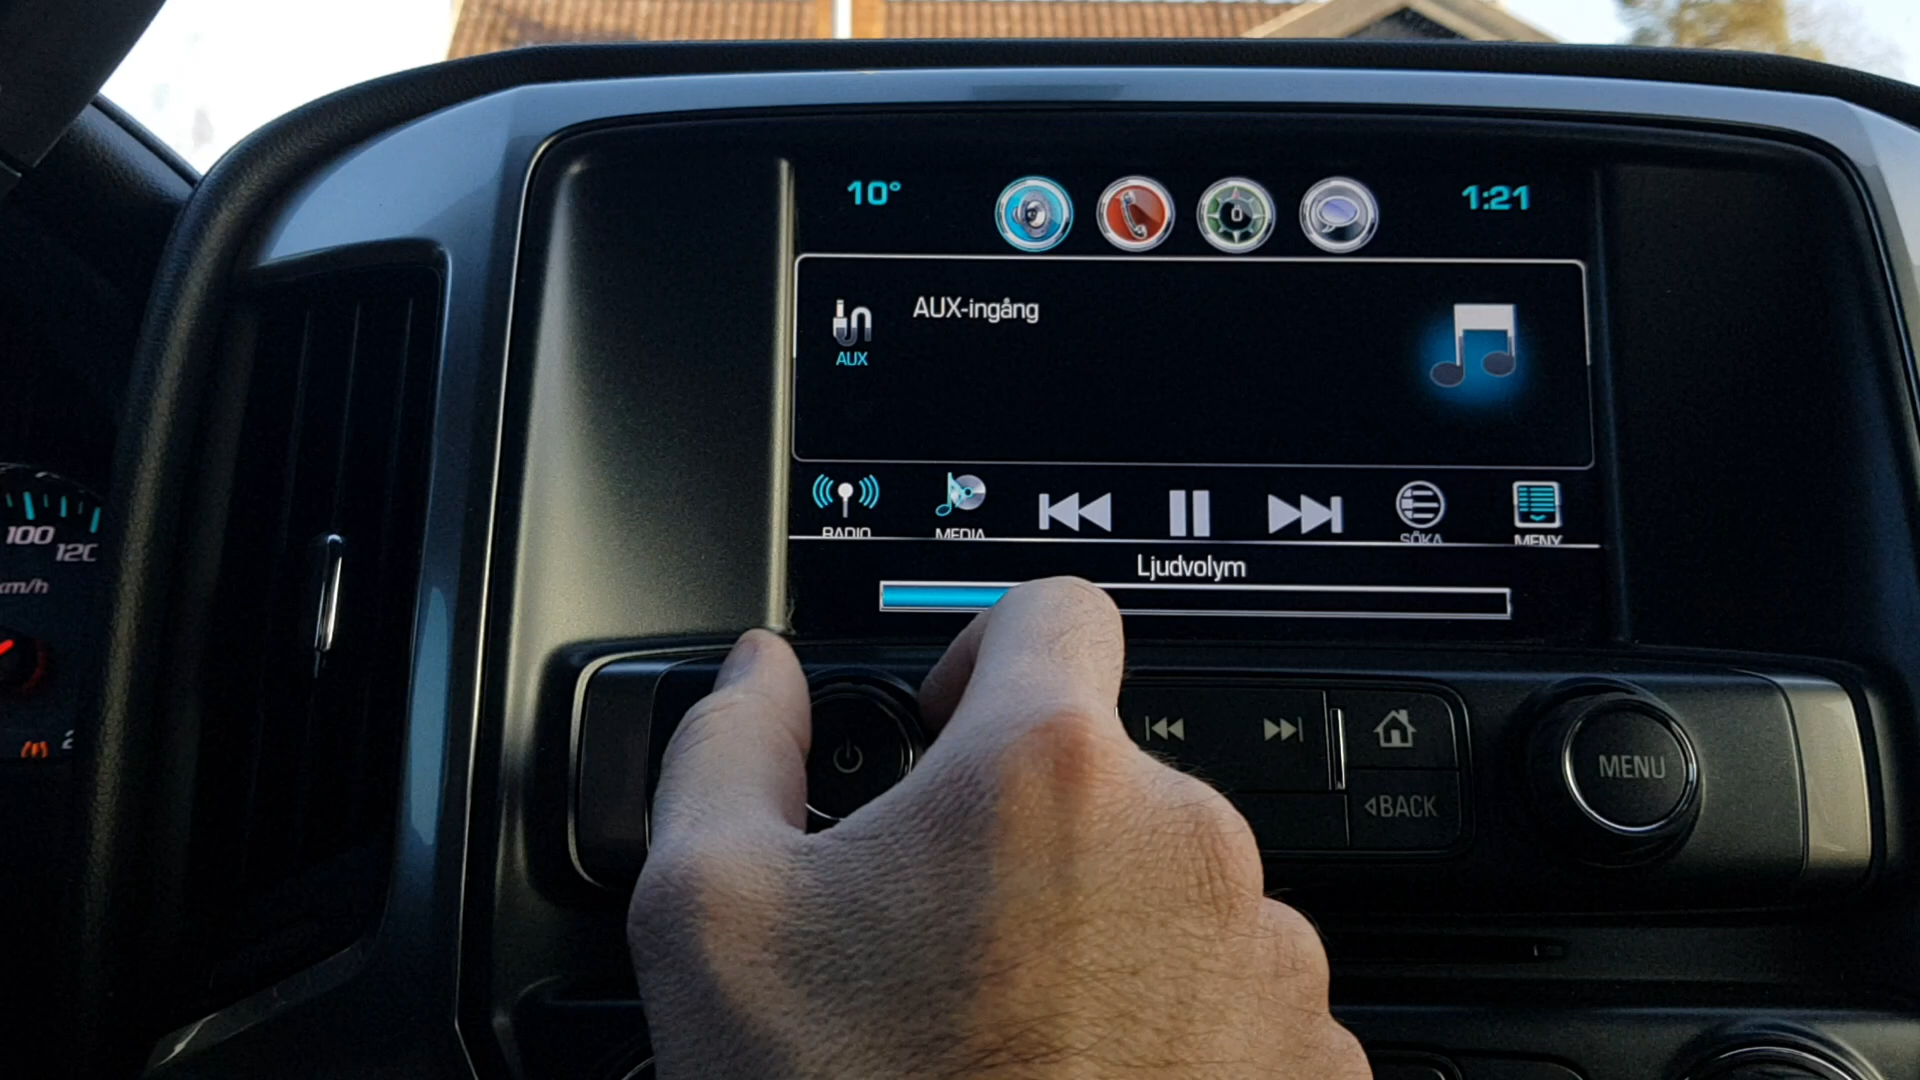 10° 1:21
Ö
AUX-ingång
AUX
RADIO MEDIA SÖKA MENY
Ljudvolym
100
120
km/h
MENU
◁BACK